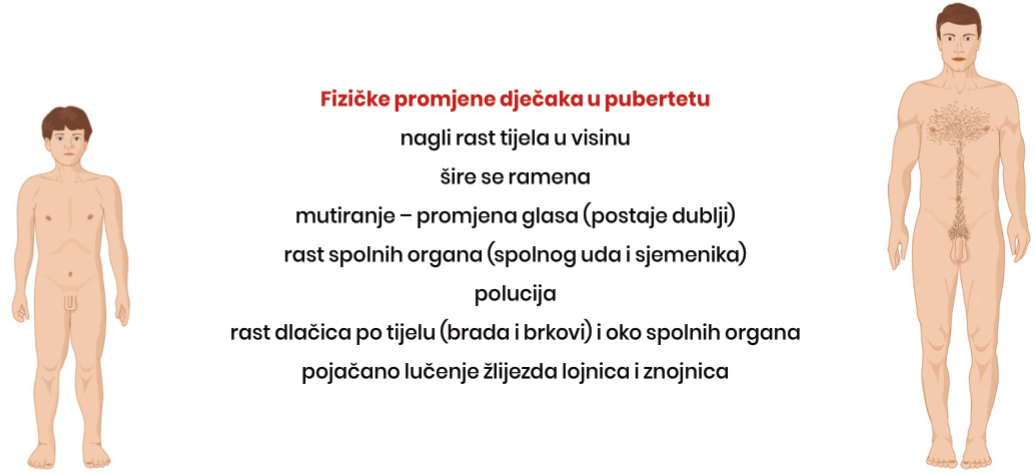 Fizičke promjene dječaka u pubertetu
nagli rast tijela u visinu
šire se ramena
mutiranje – promjena glasa (postaje dublji)
rast spolnih organa (spolnog uda i sjemenika)
polucija
rast dlačica po tijelu (brada i brkovi) i oko spolnih organa
pojačano lučenje žlijezda lojnica i znojnica